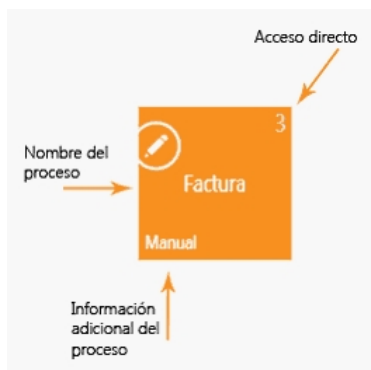 Acceso directo
3
Nombre del
proceso
Factura
Manual
Información
adicional del
proceso